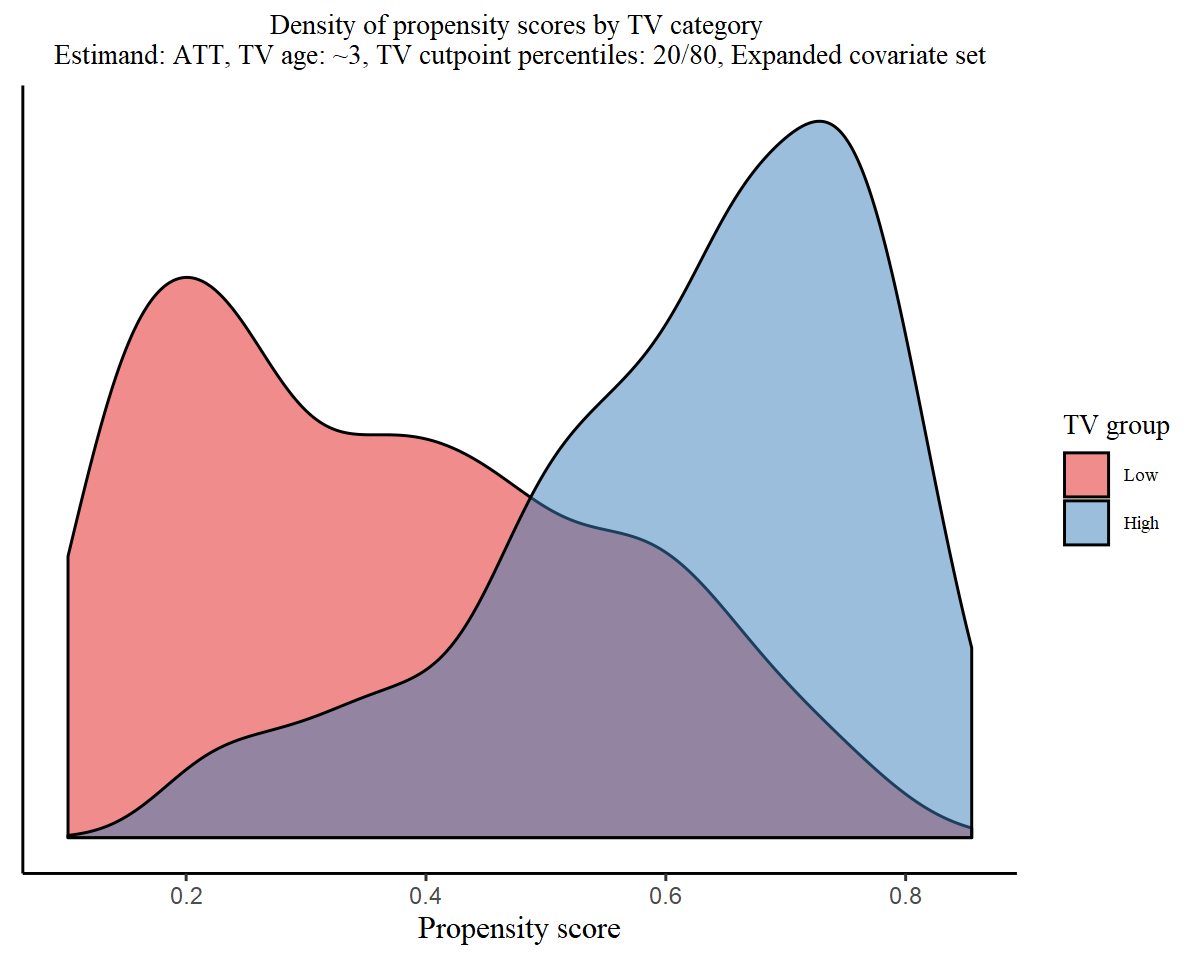 Density of propensity scores by TV category
Estimand: ATT, TV age: ~3, TV cutpoint percentiles: 20/80, Expanded covariate set
TV group
Low
High
0.2
0.4
0.6
0.8
Propensity score